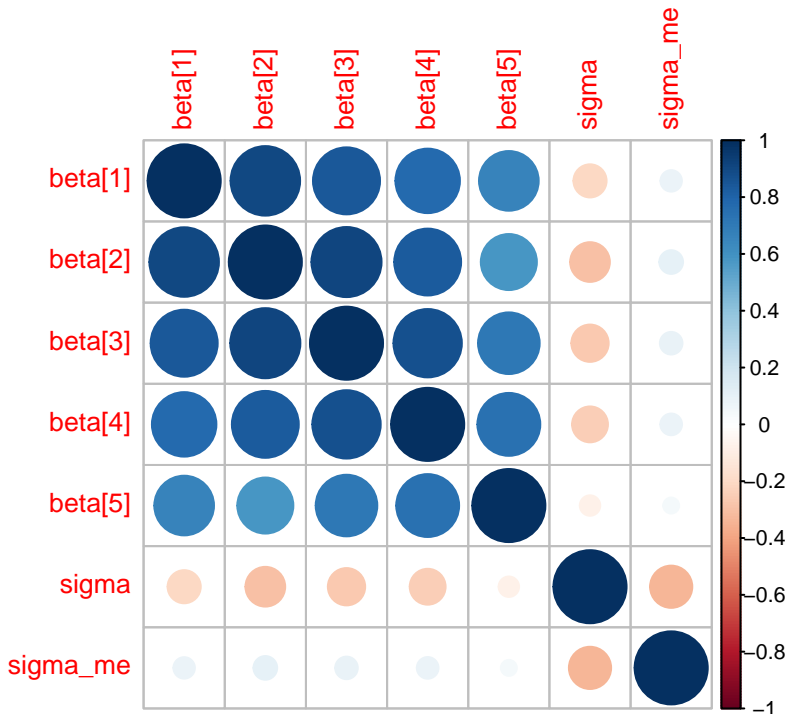 beta[1]
beta[2]
beta[3]
beta[4]
beta[5]
sigma
sigma_me
beta[1]
beta[2]
beta[3]
beta[4]
beta[5]
sigma
sigma_me
1
0.8
0.6
0.4
0.2
0
−0.2
−0.4
−0.6
−0.8
−1